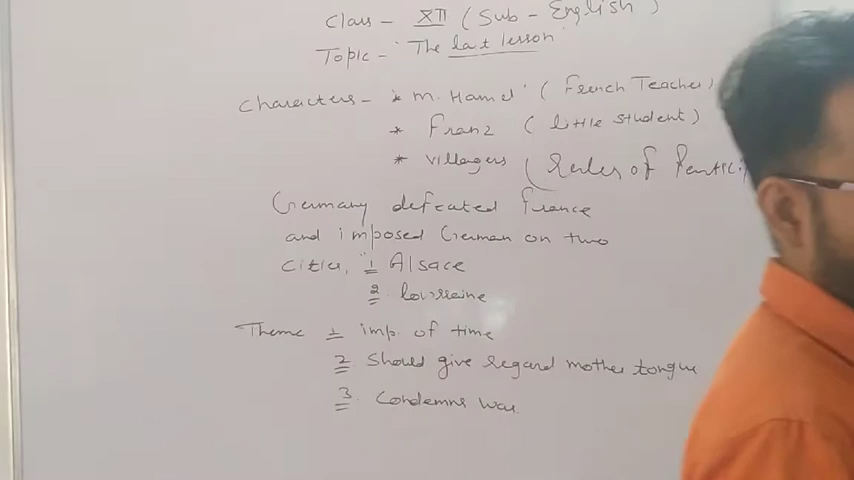 Class - XII (Sub - English)
Topic - "The last lesson"
Characters - * M. Hamel (French Teacher)
* Franz (little student)
* villagers (Rules of
Germany defeated france
and imposed German on two
cities, 1 Alsace
2. lourraine
Theme 1 imp. of time
2 Should give regard mother tongue
3. Condemns war.